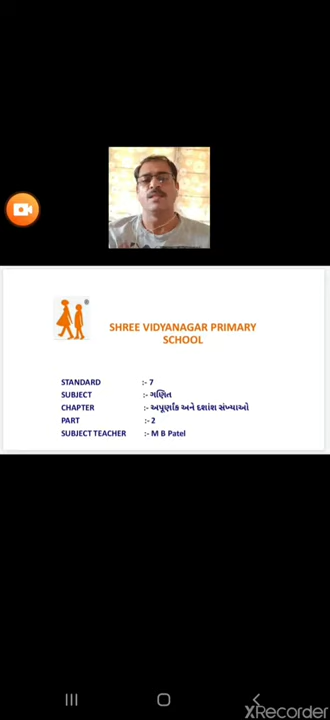 SHREE VIDYANAGAR PRIMARY
SCHOOL
STANDARD :- 7
SUBJECT :- ગણિત
CHAPTER :- અપૂર્ણાંક અને દશાંશ સંખ્યાઓ
PART :- 2
SUBJECT TEACHER :- M B Patel
XRecorder